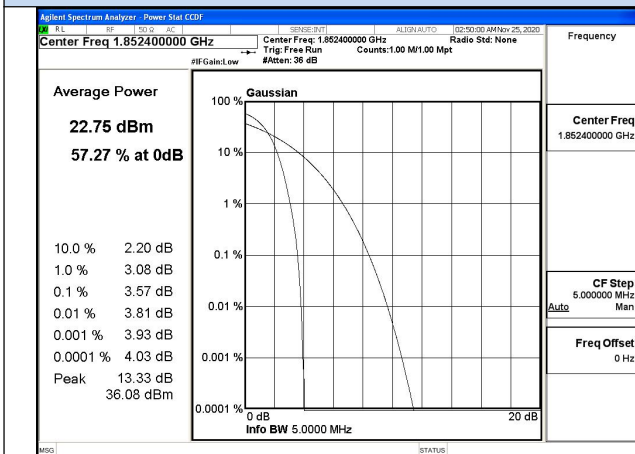 Agilent Spectrum Analyzer - Power Stat CCDF
RL RF 50 Ω AC SENSE:INT ALIGN AUTO 02:50:00 AM Nov 25, 2020
Center Freq 1.852400000 GHz
Center Freq: 1.852400000 GHz Radio Std: None
Trig: Free Run Counts:1.00 M/1.00 Mpt
#IFGain:Low #Atten: 36 dB
Frequency
Average Power
22.75 dBm
57.27 % at 0dB
10.0 % 2.20 dB
1.0 % 3.08 dB
0.1 % 3.57 dB
0.01 % 3.81 dB
0.001 % 3.93 dB
0.0001 % 4.03 dB
Peak 13.33 dB
36.08 dBm
Gaussian
100 %
10 %
1 %
0.1 %
0.01 %
0.001 %
0.0001 %
0 dB 20 dB
Info BW 5.0000 MHz
Center Freq
1.852400000 GHz
CF Step
5.000000 MHz
Auto Man
Freq Offset
0 Hz
MSG STATUS